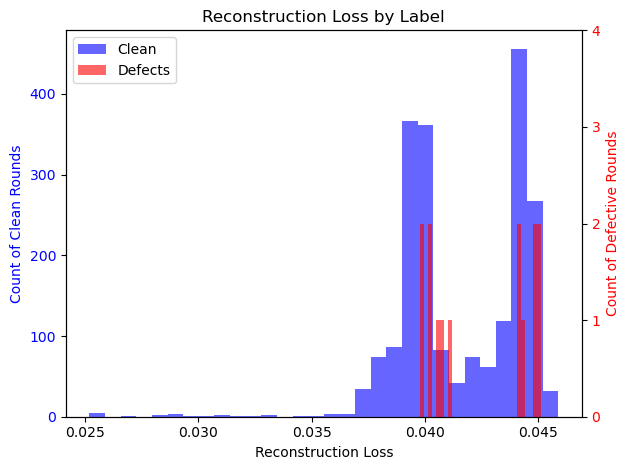 Reconstruction Loss by Label
Clean
Defects
Count of Clean Rounds
400
300
200
100
0
4
3
2
1
0
Count of Defective Rounds
0.025
0.030
0.035
0.040
0.045
Reconstruction Loss